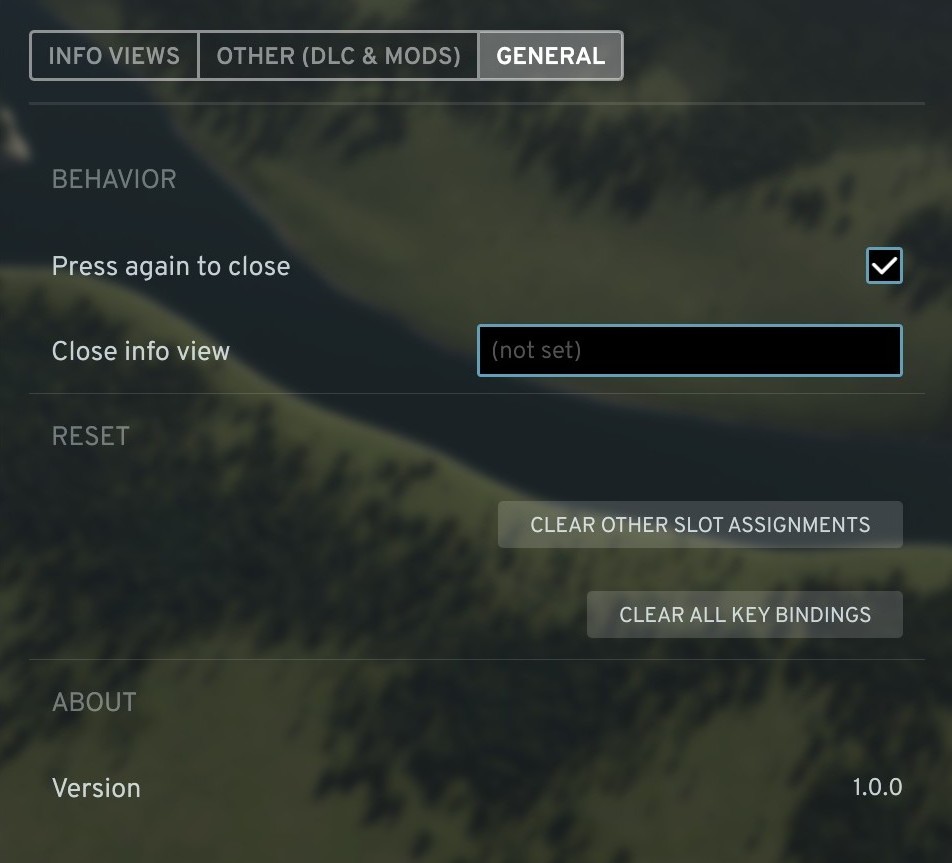 INFO VIEWS OTHER (DLC & MODS) GENERAL
BEHAVIOR
Press again to close
Close info view (not set)
RESET
CLEAR OTHER SLOT ASSIGNMENTS
CLEAR ALL KEY BINDINGS
ABOUT
Version 1.0.0